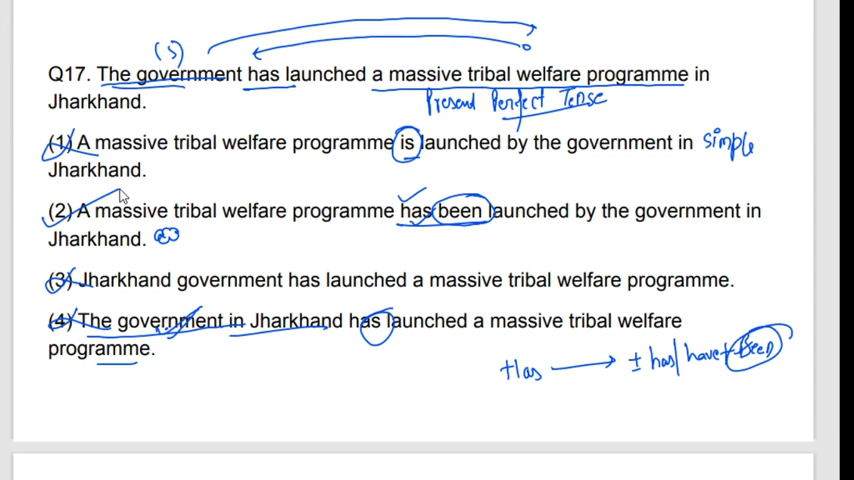 (S)
Q17. The government has launched a massive tribal welfare programme in
Jharkhand.
Present Perfect Tense
(1) A massive tribal welfare programme is launched by the government in simple
Jharkhand.
(2) A massive tribal welfare programme has been launched by the government in
Jharkhand.
(3) Jharkhand government has launched a massive tribal welfare programme.
(4) The government in Jharkhand has launched a massive tribal welfare
programme.
Has → ± has/have + Been